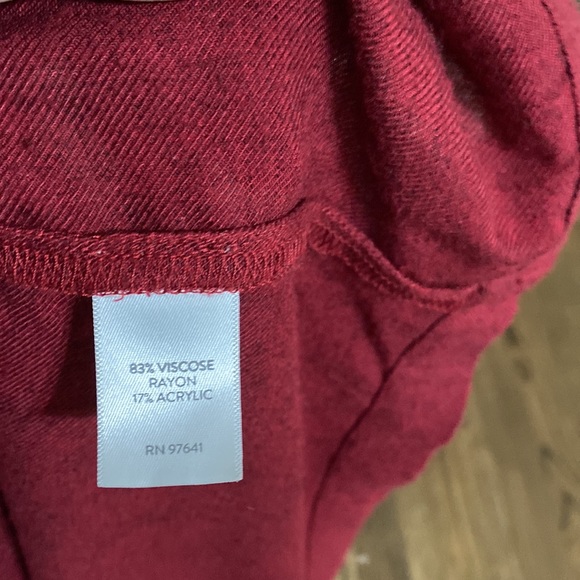 83% VISCOSE
RAYON
17% ACRYLIC
RN 97641